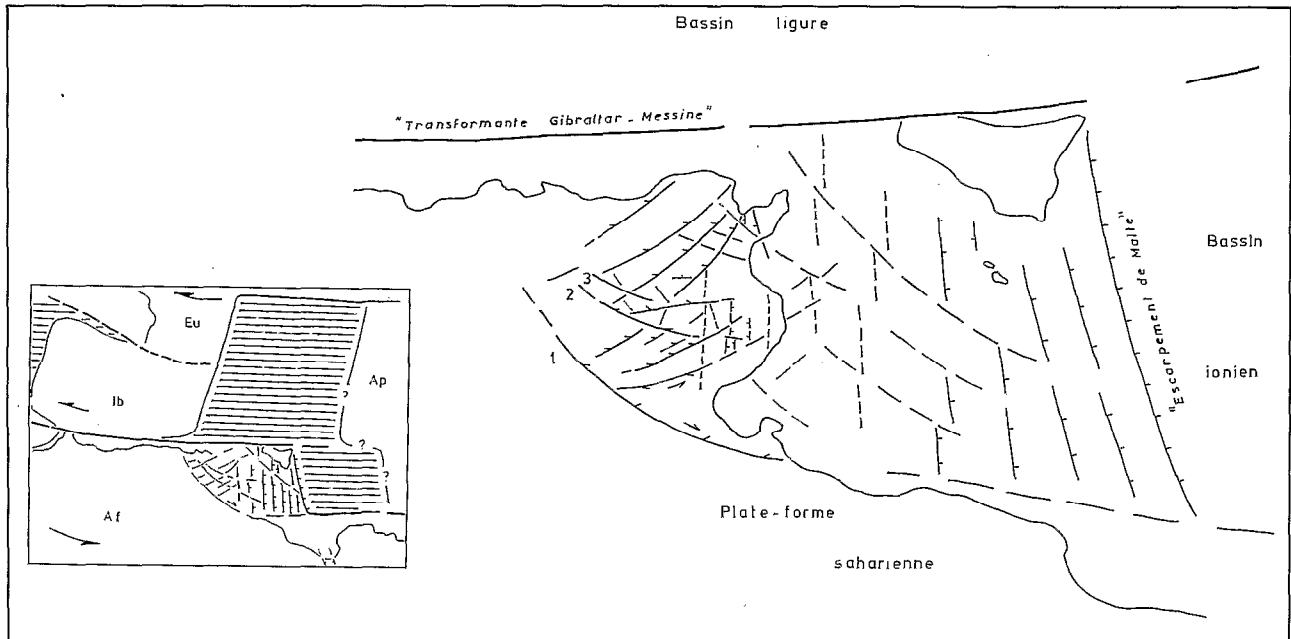 Bassin ligure
"Transformante Gibraltar - Messine"
3
2
1
"Escarpement de Malte"
Bassin
ionien
Plate-forme
saharienne
Eu
Ap
?
Ib
?
?
Af